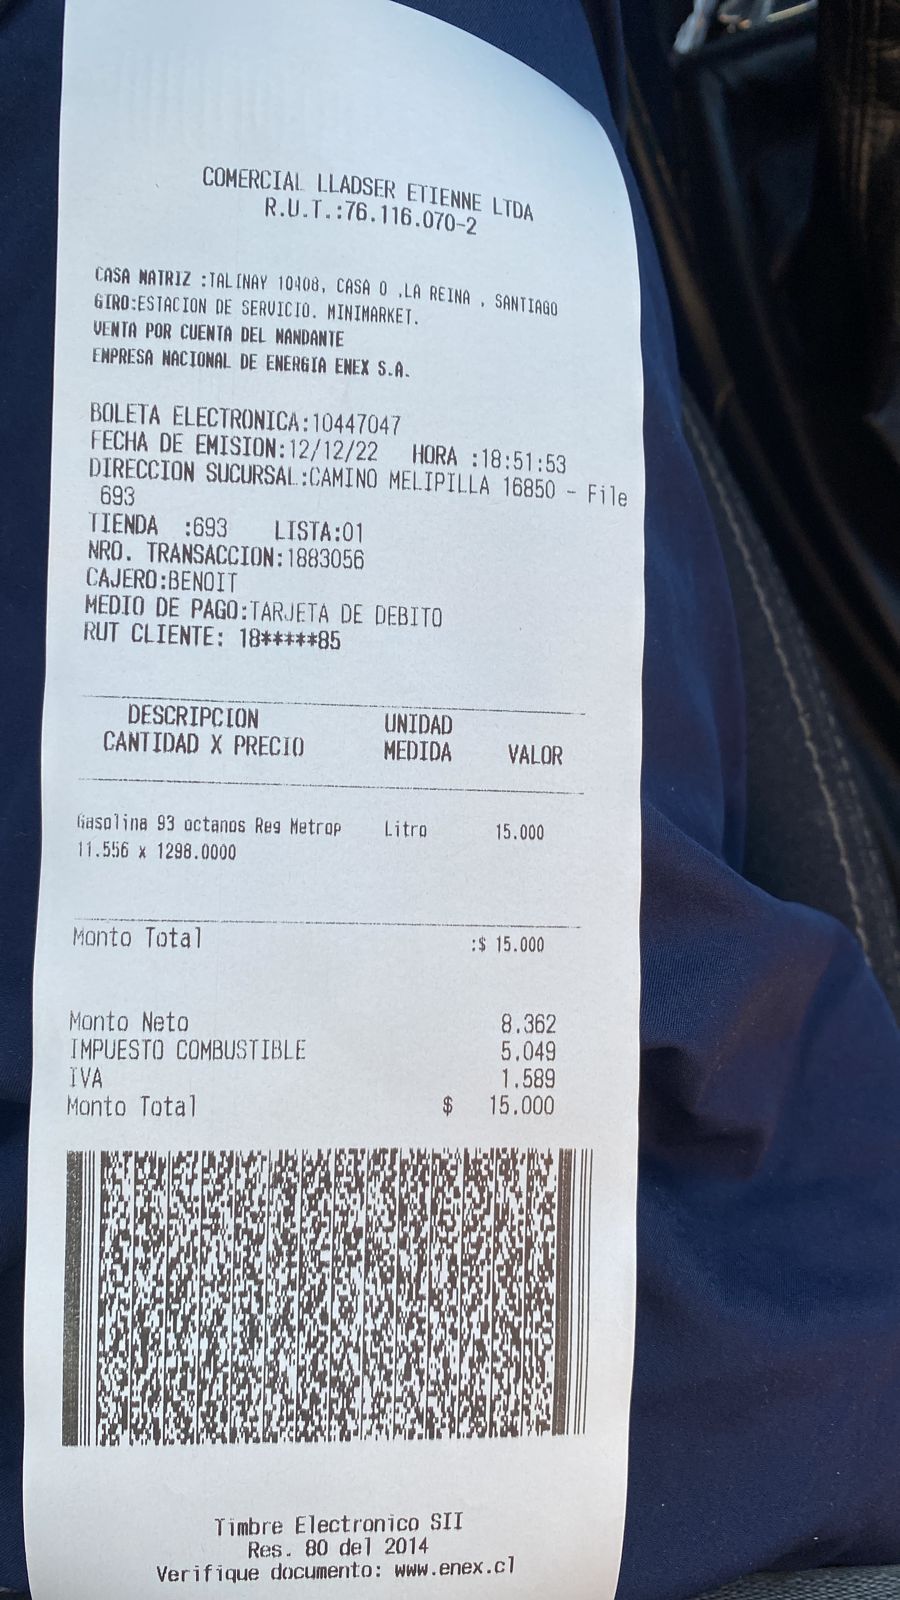 COMERCIAL LLADSER ETIENNE LTDA
R.U.T.:76.116.070-2
CASA MATRIZ :TALINAY 10408, CASA O ,LA REINA , SANTIAGO
GIRO:ESTACION DE SERVICIO. MINIMARKET.
VENTA POR CUENTA DEL MANDANTE
EMPRESA NACIONAL DE ENERGIA ENEX S.A.
BOLETA ELECTRONICA:10447047
FECHA DE EMISION:12/12/22 HORA :18:51:53
DIRECCION SUCURSAL:CAMINO MELIPILLA 16850 - File
693
TIENDA :693 LISTA:01
NRO. TRANSACCION:1883056
CAJERO:BENOIT
MEDIO DE PAGO:TARJETA DE DEBITO
RUT CLIENTE: 18*****85
DESCRIPCION UNIDAD
CANTIDAD X PRECIO MEDIDA VALOR
Gasolina 93 octanos Reg Metrop Litro 15.000
11.556 x 1298.0000
Monto Total :$ 15.000
Monto Neto 8.362
IMPUESTO COMBUSTIBLE 5.049
IVA 1.589
Monto Total $ 15.000
Timbre Electronico SII
Res. 80 del 2014
Verifique documento: www.enex.cl